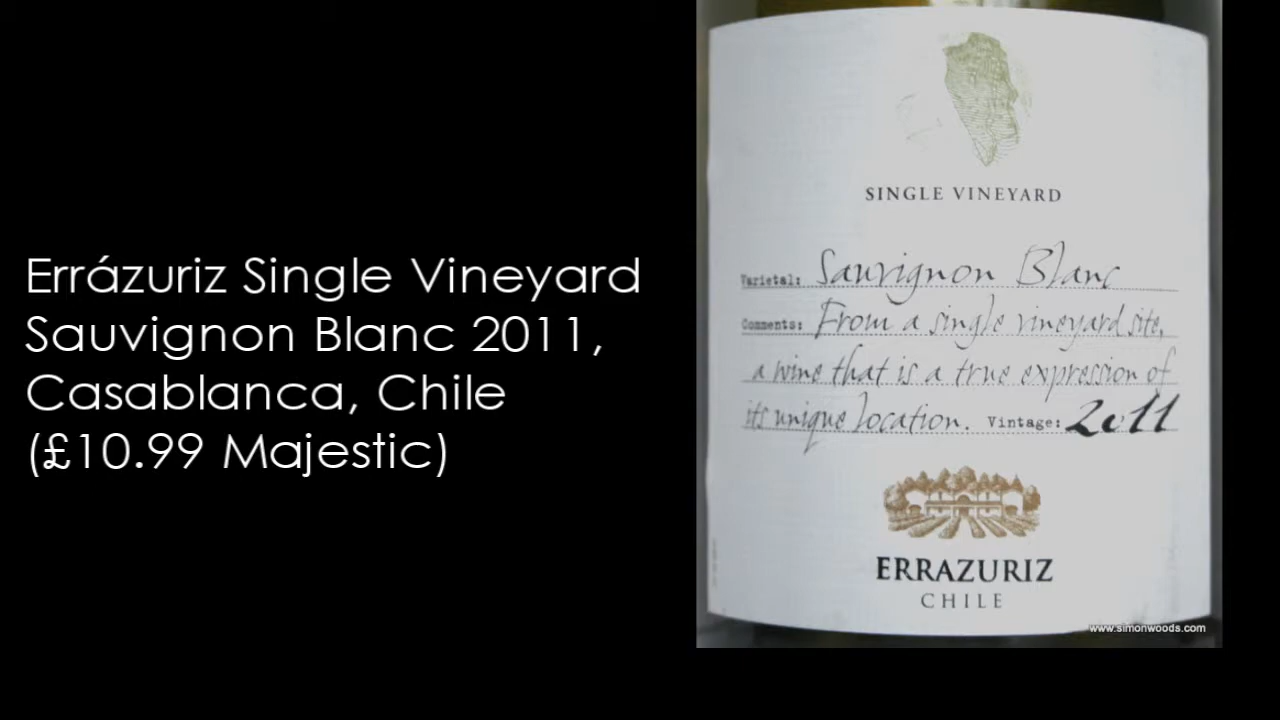 Errázuriz Single Vineyard
Sauvignon Blanc 2011,
Casablanca, Chile
(£10.99 Majestic)
SINGLE VINEYARD
Varietal: Sauvignon Blanc
Comments: From a single vineyard site,
a wine that is a true expression of
its unique location. Vintage: 2011
ERRAZURIZ
CHILE
www.simonwoods.com